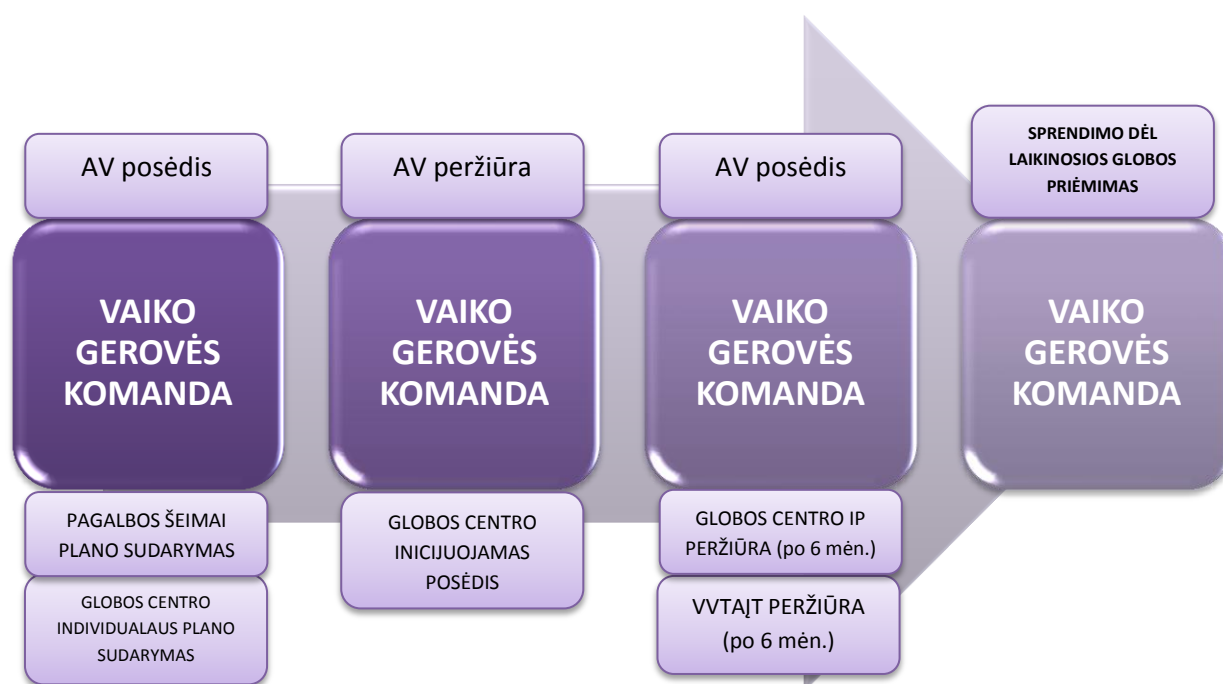 AV posėdis
VAIKO
GEROVĖS
KOMANDA
PAGALBOS ŠEIMAI
PLANO SUDARYMAS
GLOBOS CENTRO
INDIVIDUALAUS PLANO
SUDARYMAS
AV peržiūra
VAIKO
GEROVĖS
KOMANDA
GLOBOS CENTRO
INICIJUOJAMAS
POSĖDIS
AV posėdis
VAIKO
GEROVĖS
KOMANDA
GLOBOS CENTRO IP
PERŽIŪRA (po 6 mėn.)
VVTAĮT PERŽIŪRA
(po 6 mėn.)
SPRENDIMO DĖL
LAIKINOSIOS GLOBOS
PRIĖMIMAS
VAIKO
GEROVĖS
KOMANDA